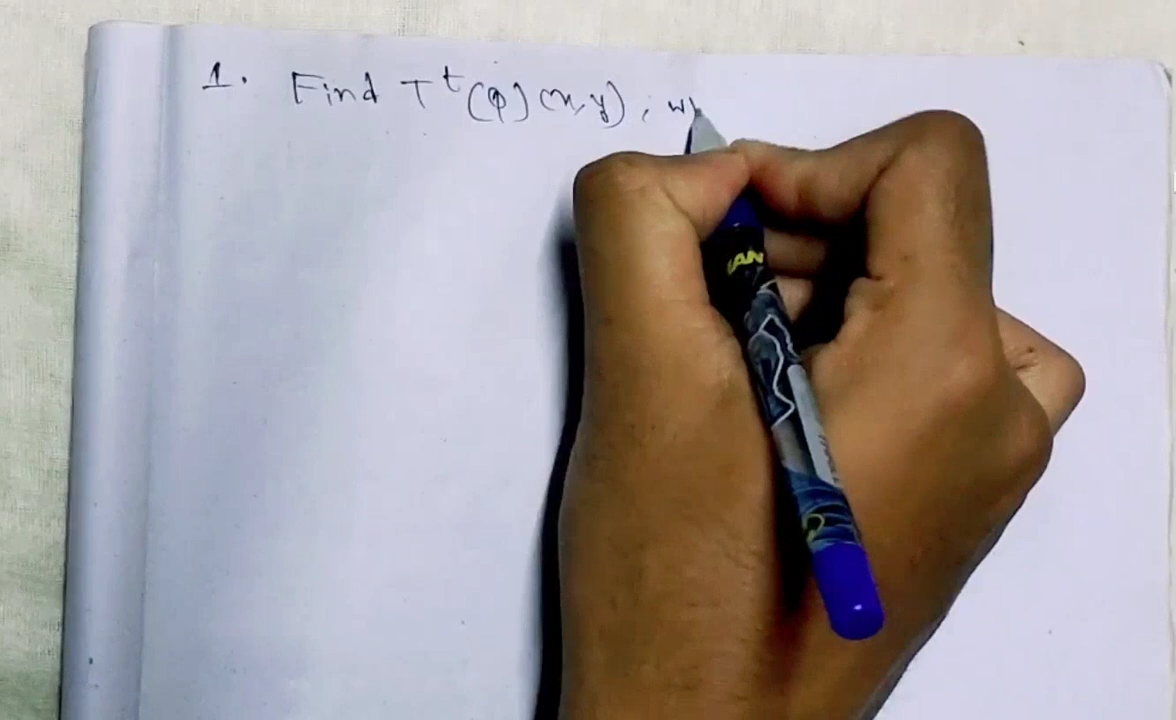 1. Find T^t(φ)(x,y) ; w